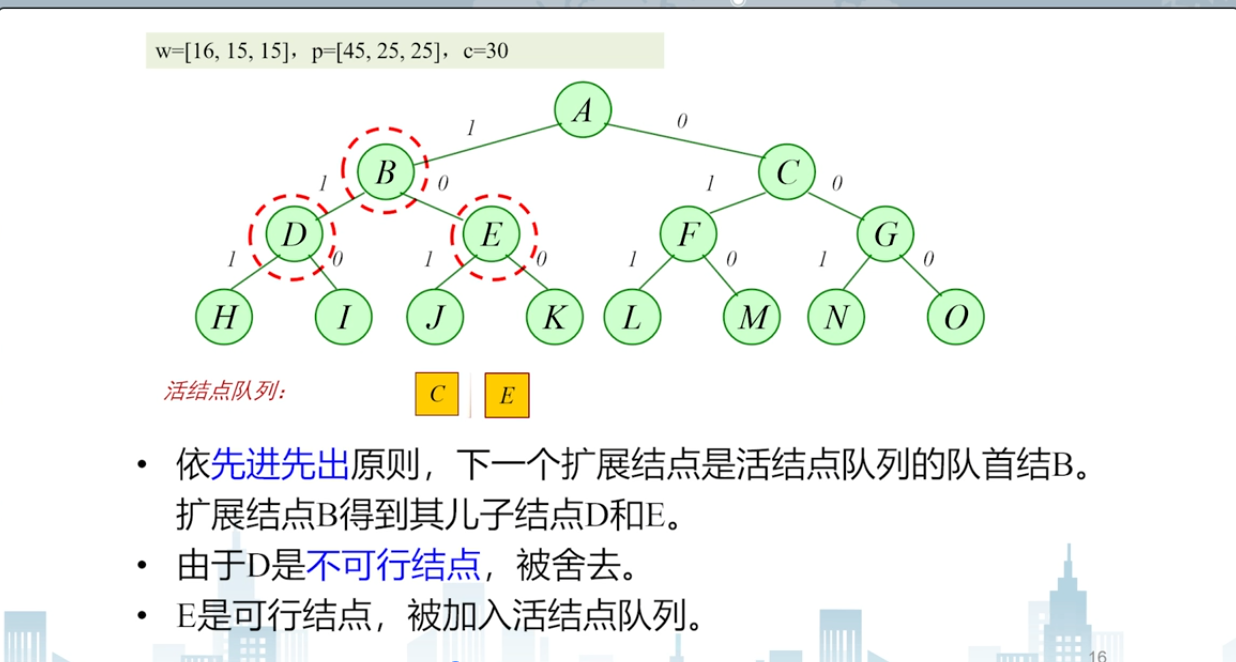 w=[16, 15, 15]，p=[45, 25, 25]，c=30
A
1 0
B C
1 0 1 0
D E F G
1 0 1 0 1 0 1 0
H I J K L M N O
活结点队列： C E
• 依先进先出原则，下一个扩展结点是活结点队列的队首结B。
扩展结点B得到其儿子结点D和E。
• 由于D是不可行结点，被舍去。
• E是可行结点，被加入活结点队列。
16